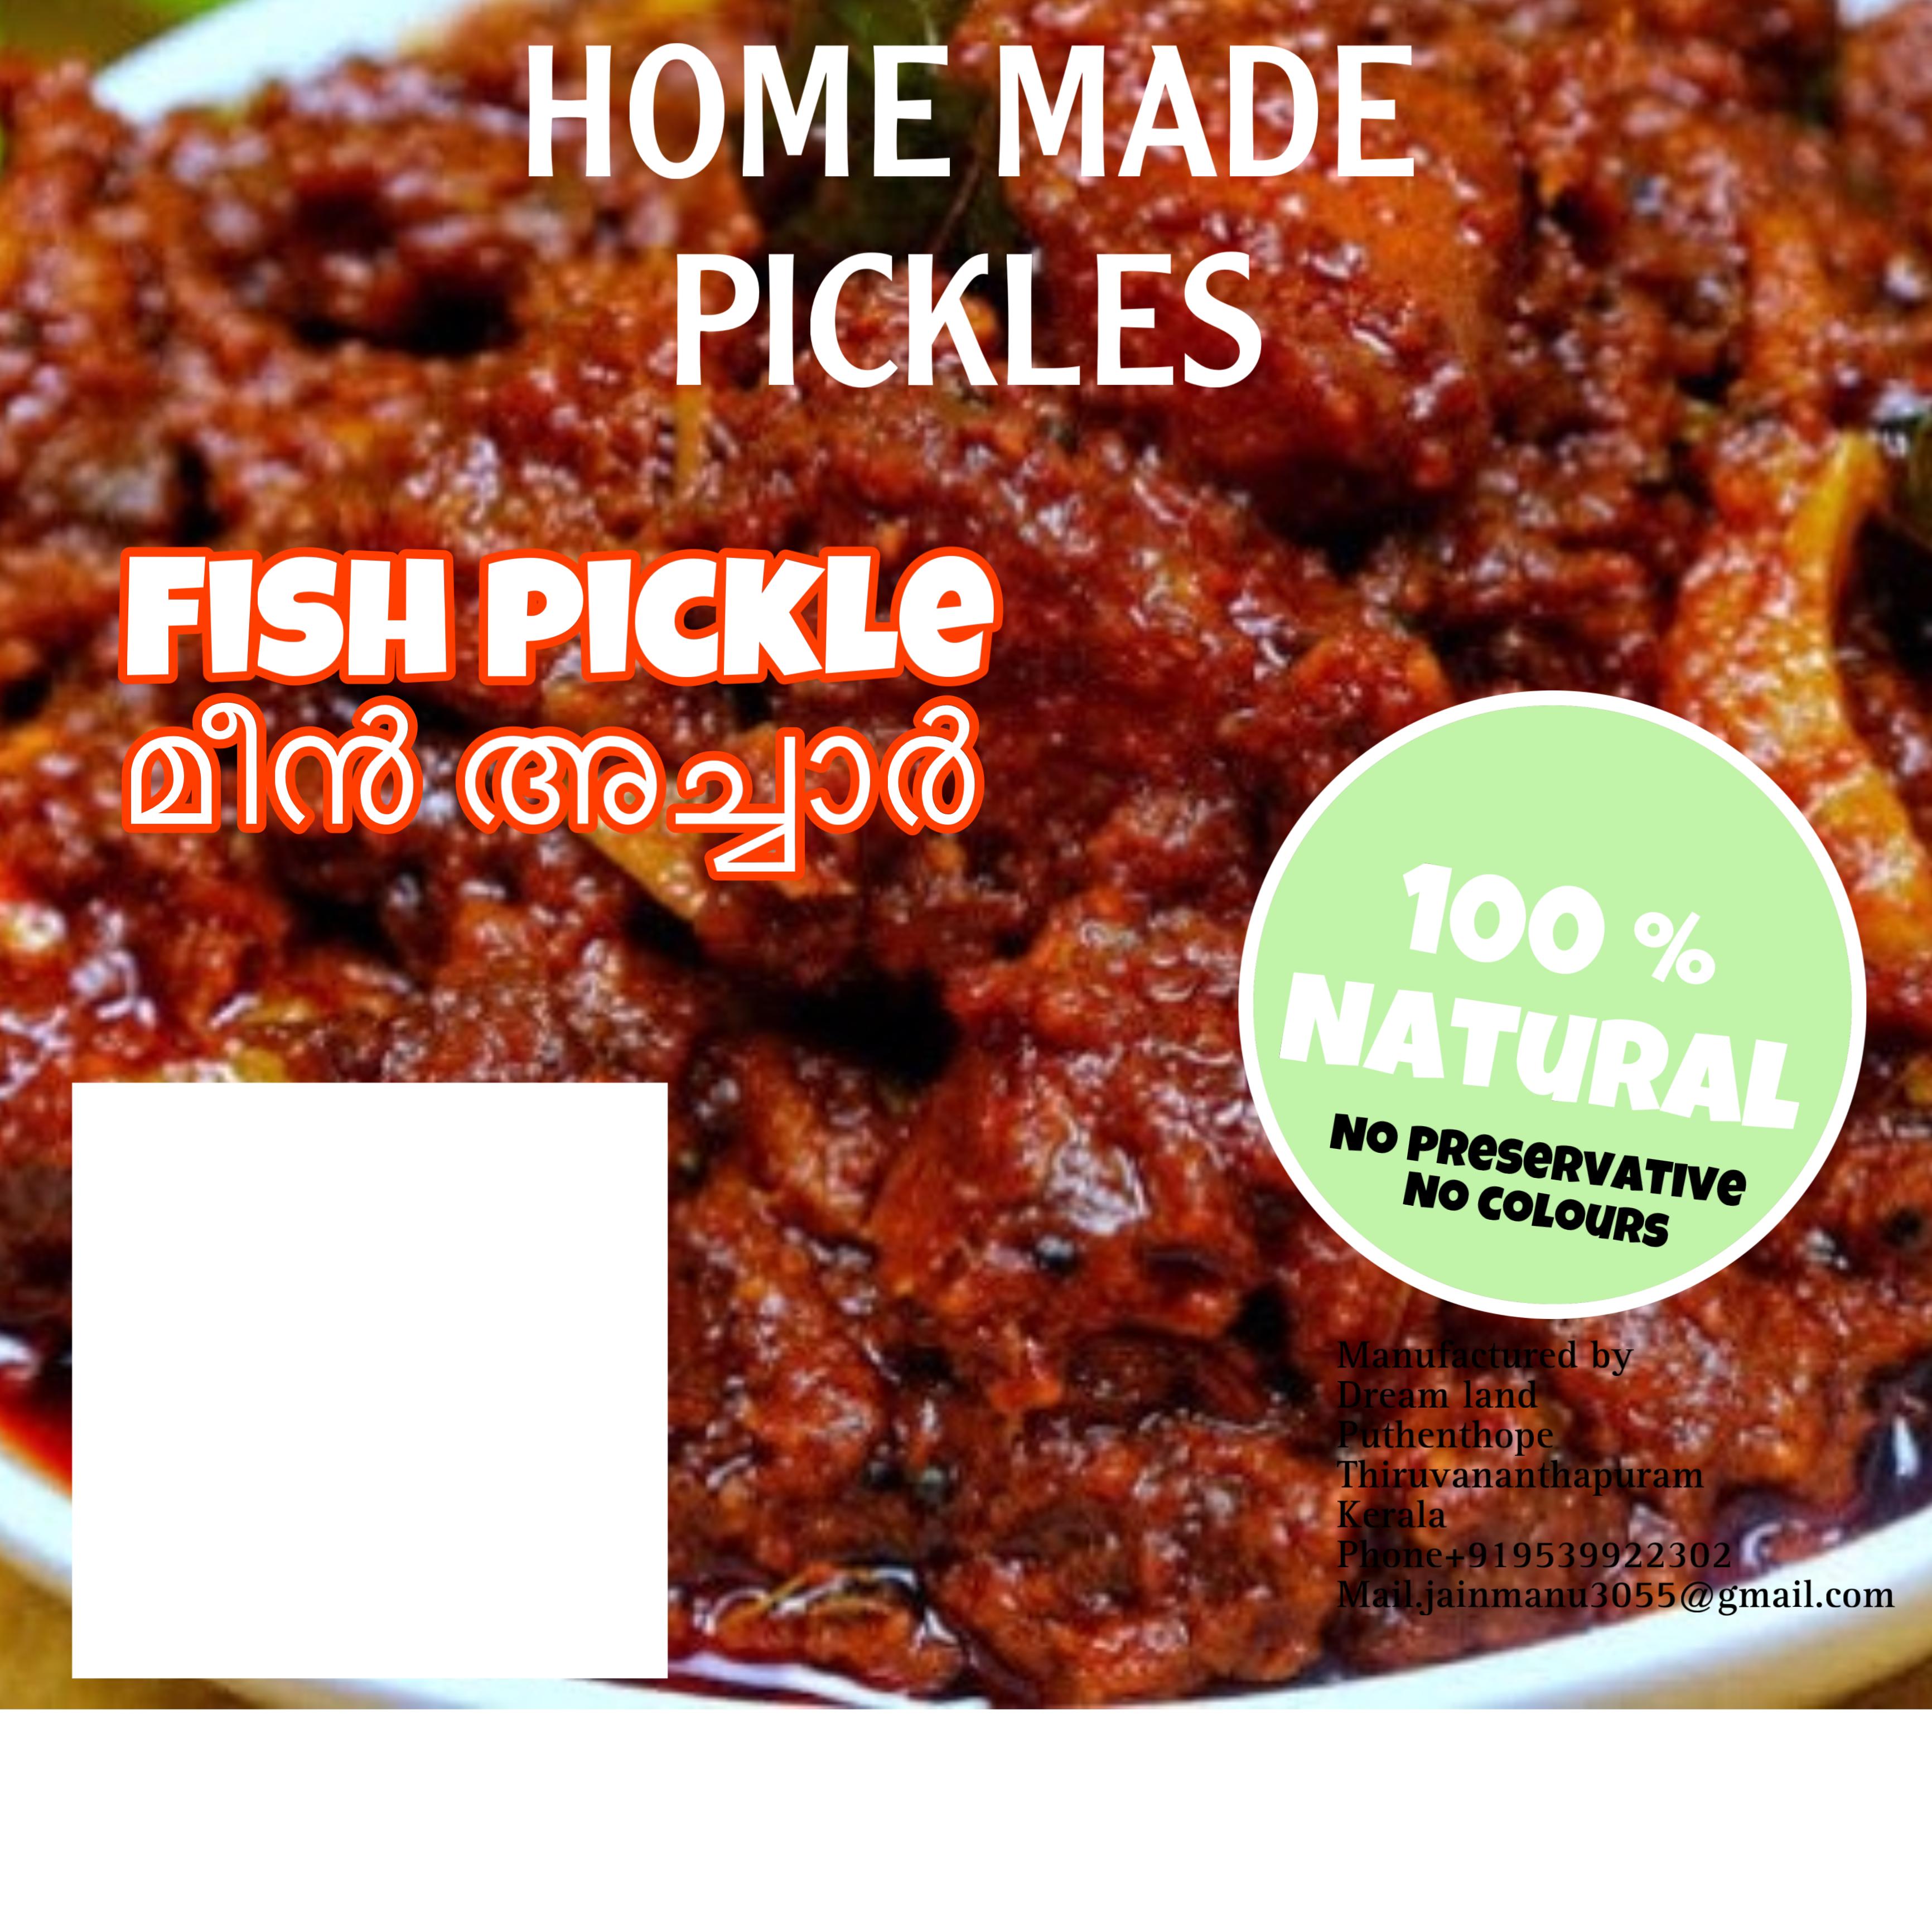 HOME MADE
PICKLES
FISH PICKLE
മീൻ അച്ചാർ
100 %
NATURAL
NO PRESERVATIVE
NO COLOURS
Manufactured by
Dream land
Puthenthope
Thiruvananthapuram
Kerala
Phone+919539922302
Mail.jainmanu3055@gmail.com